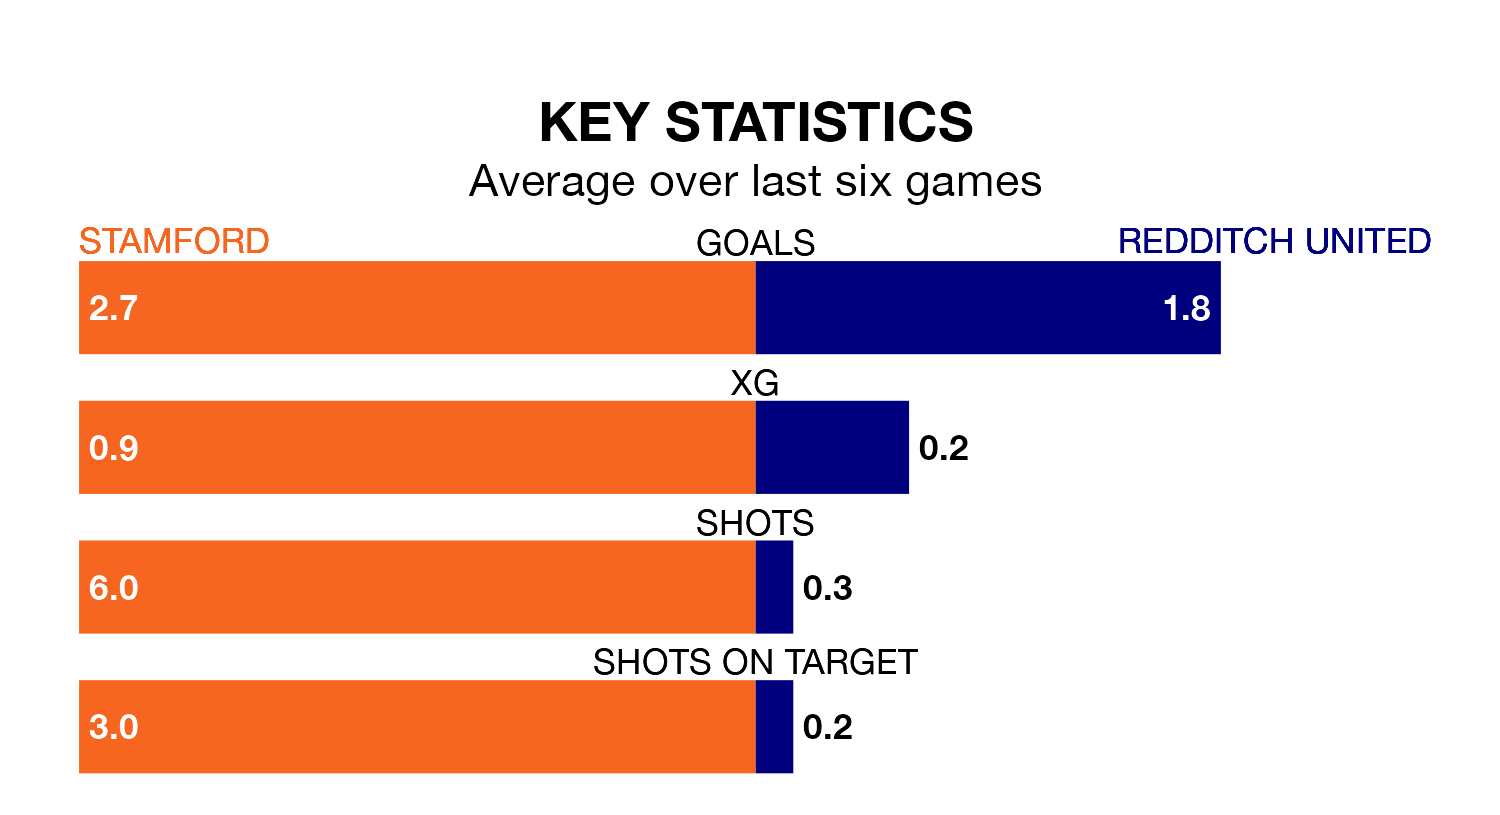 KEY STATISTICS
Average over last six games
STAMFORD GOALS REDDITCH UNITED
2.7 1.8
XG
0.9 0.2
SHOTS
6.0 0.3
SHOTS ON TARGET
3.0 0.2